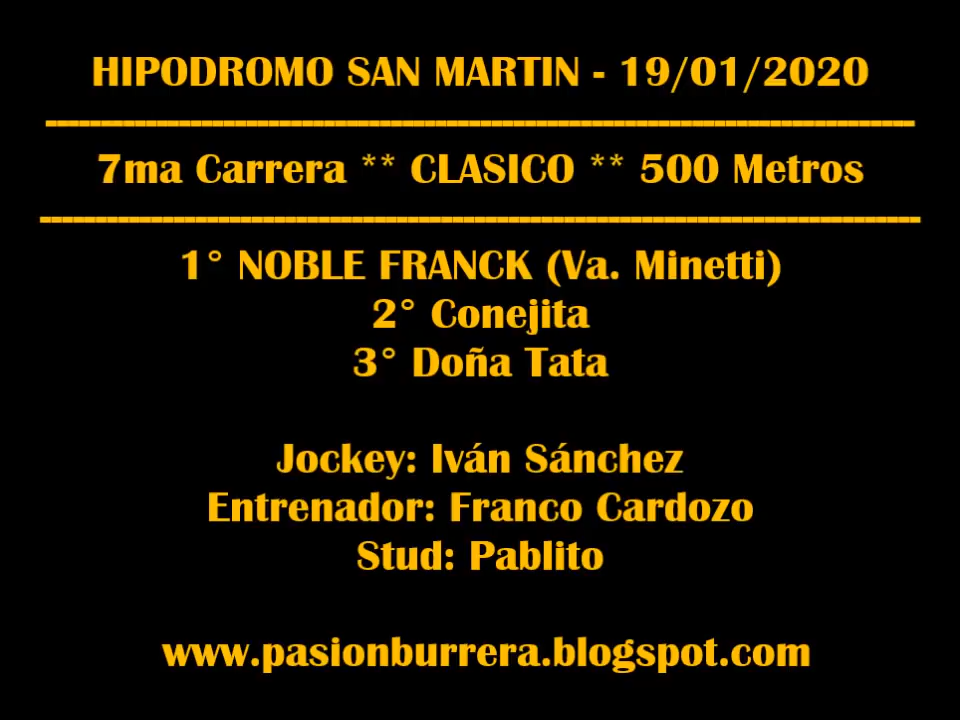 HIPODROMO SAN MARTIN - 19/01/2020
7ma Carrera ** CLASICO ** 500 Metros
1° NOBLE FRANCK (Va. Minetti)
2° Conejita
3° Doña Tata
Jockey: Iván Sánchez
Entrenador: Franco Cardozo
Stud: Pablito
www.pasionburrera.blogspot.com